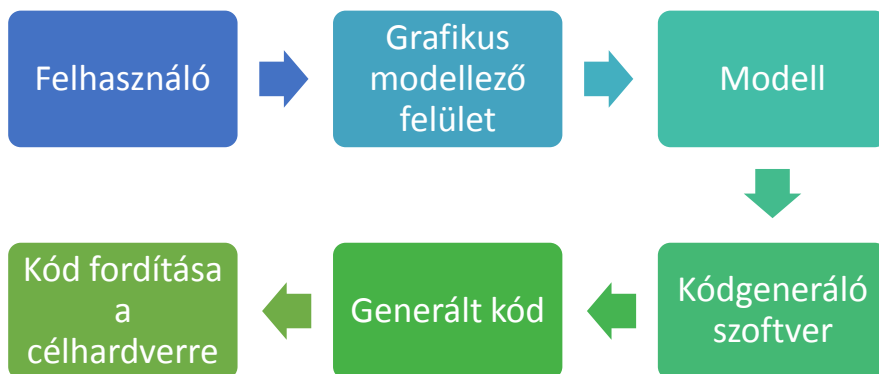 Felhasználó
Grafikus
modellező
felület
Modell
Kódgeneráló
szoftver
Generált kód
Kód fordítása
a
célhardverre